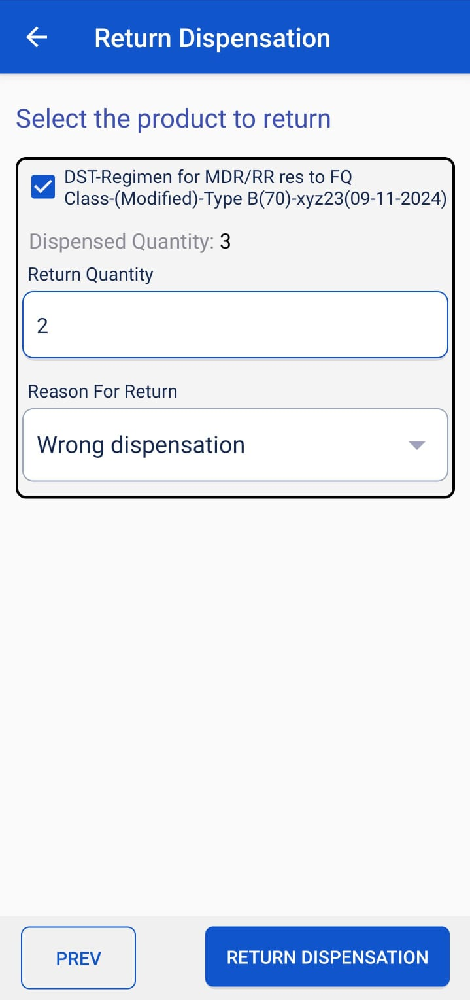 Return Dispensation
Select the product to return
DST-Regimen for MDR/RR res to FQ
Class-(Modified)-Type B(70)-xyz23(09-11-2024)
Dispensed Quantity: 3
Return Quantity
2
Reason For Return
Wrong dispensation
PREV
RETURN DISPENSATION